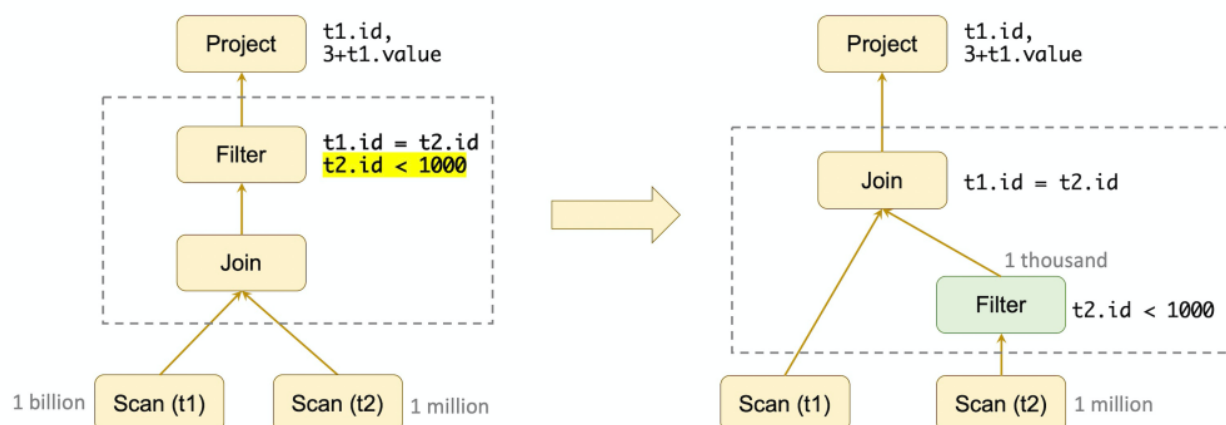 Project
t1.id,
3+t1.value
Filter
t1.id = t2.id
t2.id < 1000
Join
1 billion
Scan (t1)
Scan (t2)
1 million
Project
t1.id,
3+t1.value
Join
t1.id = t2.id
1 thousand
Filter
t2.id < 1000
Scan (t1)
Scan (t2)
1 million